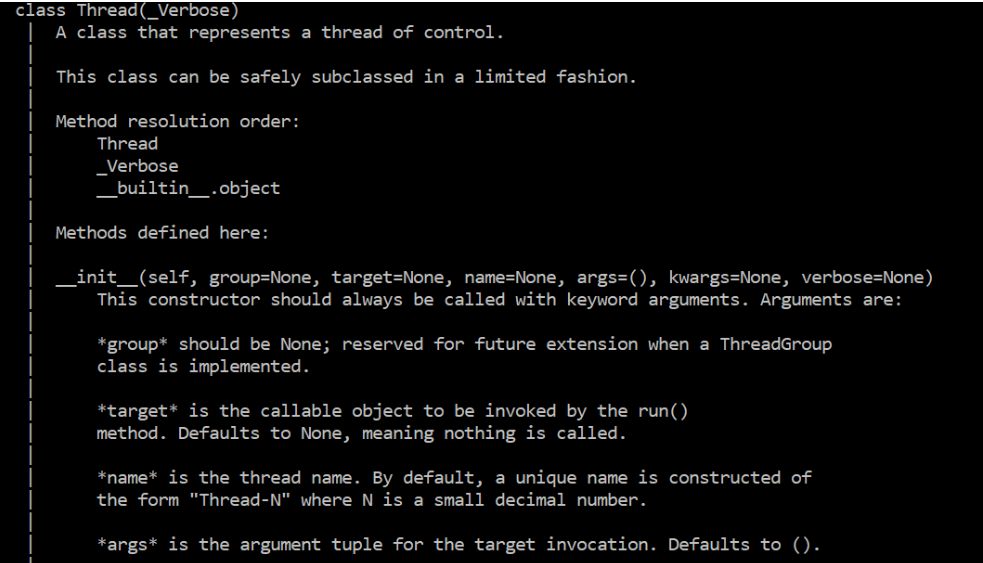 class Thread(_Verbose)
 |  A class that represents a thread of control.
 |
 |  This class can be safely subclassed in a limited fashion.
 |
 |  Method resolution order:
 |      Thread
 |      _Verbose
 |      __builtin__.object
 |
 |  Methods defined here:
 |
 |  __init__(self, group=None, target=None, name=None, args=(), kwargs=None, verbose=None)
 |      This constructor should always be called with keyword arguments. Arguments are:
 |
 |      *group* should be None; reserved for future extension when a ThreadGroup
 |      class is implemented.
 |
 |      *target* is the callable object to be invoked by the run()
 |      method. Defaults to None, meaning nothing is called.
 |
 |      *name* is the thread name. By default, a unique name is constructed of
 |      the form "Thread-N" where N is a small decimal number.
 |
 |      *args* is the argument tuple for the target invocation. Defaults to ().
 |